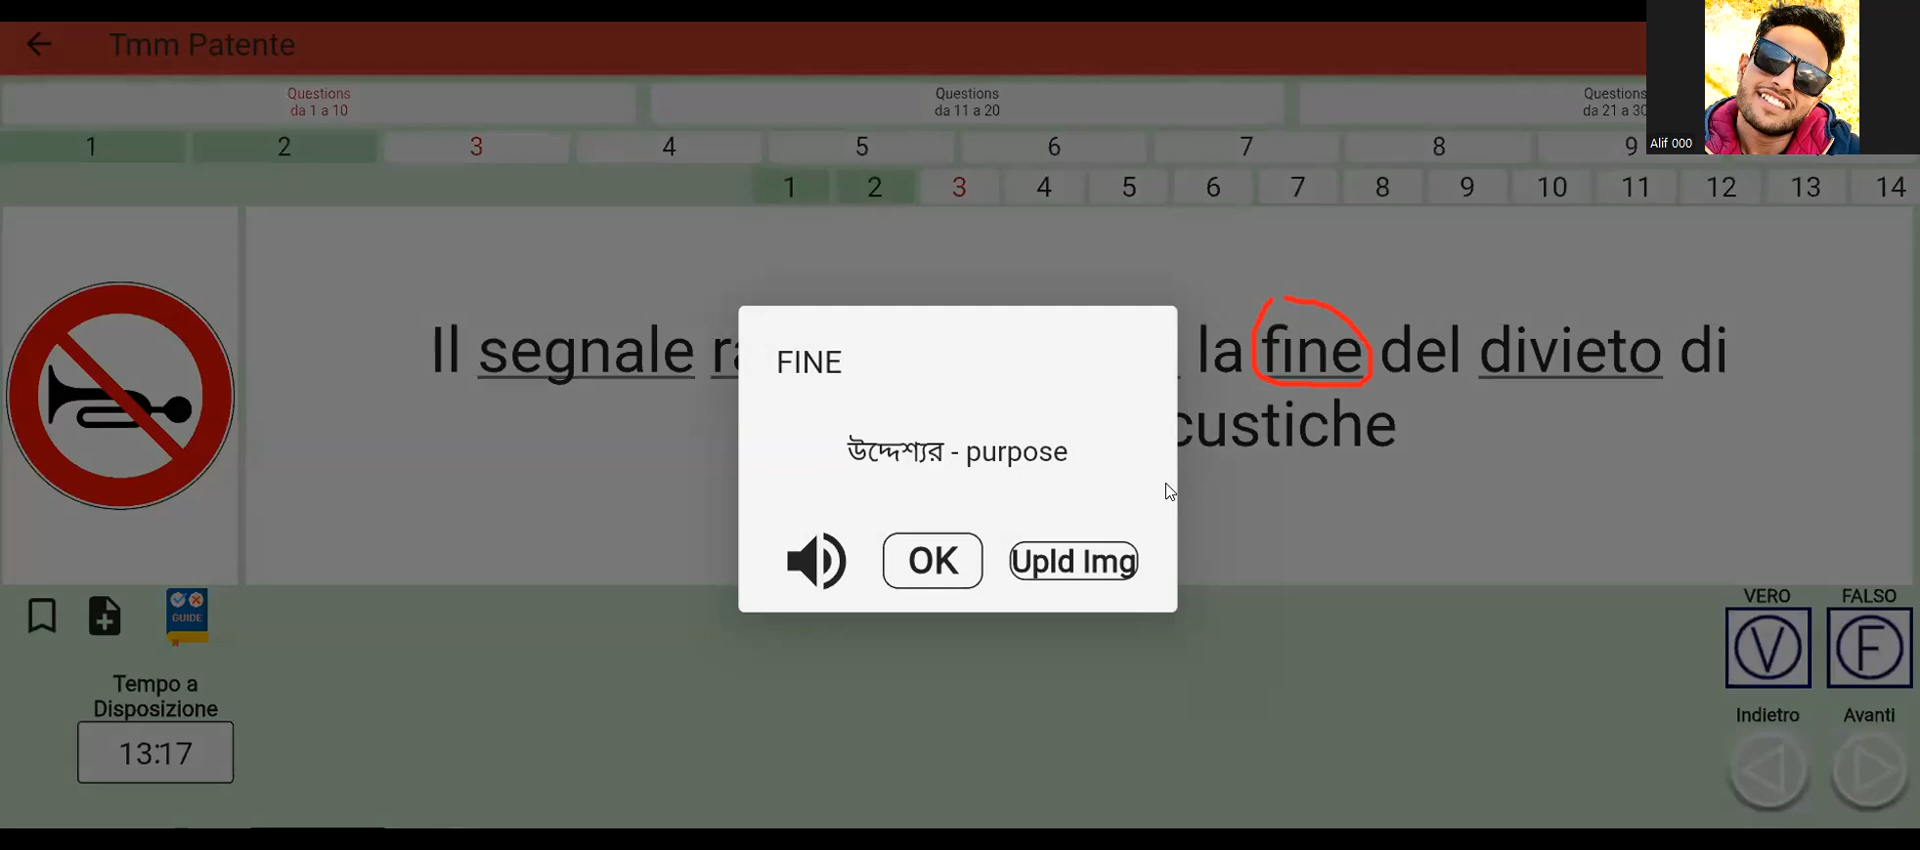 Tmm Patente
Questions
da 1 a 10
Questions
da 11 a 20
Questions
da 21 a 30
Alif 000
1 2 3 4 5 6 7 8 9
1 2 3 4 5 6 7 8 9 10 11 12 13 14
Il segnale la fine del divieto di
FINE
উদ্দেশ্যর - purpose
OK
Upld Img
GUIDE
VERO FALSO
V F
Tempo a
Disposizione
13:17
Indietro Avanti